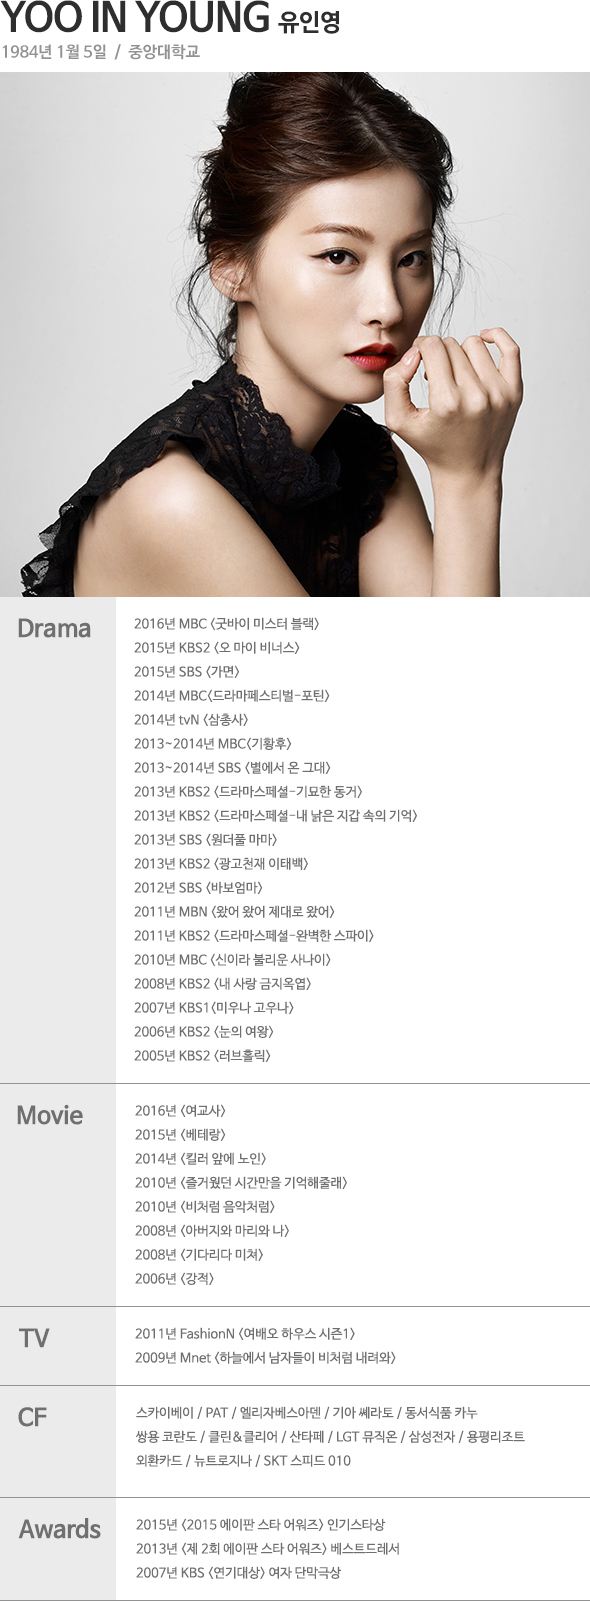 YOO IN YOUNG 유인영
1984년 1월 5일 / 중앙대학교
Drama
2016년 MBC <굿바이 미스터 블랙>
2015년 KBS2 <오 마이 비너스>
2015년 SBS <가면>
2014년 MBC<드라마페스티벌-포틴>
2014년 tvN <삼총사>
2013~2014년 MBC<기황후>
2013~2014년 SBS <별에서 온 그대>
2013년 KBS2 <드라마스페셜-기묘한 동거>
2013년 KBS2 <드라마스페셜-내 낡은 지갑 속의 기억>
2013년 SBS <원더풀 마마>
2013년 KBS2 <광고천재 이태백>
2012년 SBS <바보엄마>
2011년 MBN <왔어 왔어 제대로 왔어>
2011년 KBS2 <드라마스페셜-완벽한 스파이>
2010년 MBC <신이라 불리운 사나이>
2008년 KBS2 <내 사랑 금지옥엽>
2007년 KBS1<미우나 고우나>
2006년 KBS2 <눈의 여왕>
2005년 KBS2 <러브홀릭>
Movie
2016년 <여교사>
2015년 <베테랑>
2014년 <킬러 앞에 노인>
2010년 <즐거웠던 시간만을 기억해줄래>
2010년 <비처럼 음악처럼>
2008년 <아버지와 마리와 나>
2008년 <기다리다 미쳐>
2006년 <강적>
TV
2011년 FashionN <여배오 하우스 시즌1>
2009년 Mnet <하늘에서 남자들이 비처럼 내려와>
CF
스카이베이 / PAT / 엘리자베스아덴 / 기아 쎄라토 / 동서식품 카누
쌍용 코란도 / 클린&클리어 / 산타페 / LGT 뮤직온 / 삼성전자 / 용평리조트
외환카드 / 뉴트로지나 / SKT 스피드 010
Awards
2015년 <2015 에이판 스타 어워즈> 인기스타상
2013년 <제 2회 에이판 스타 어워즈> 베스트드레서
2007년 KBS <연기대상> 여자 단막극상